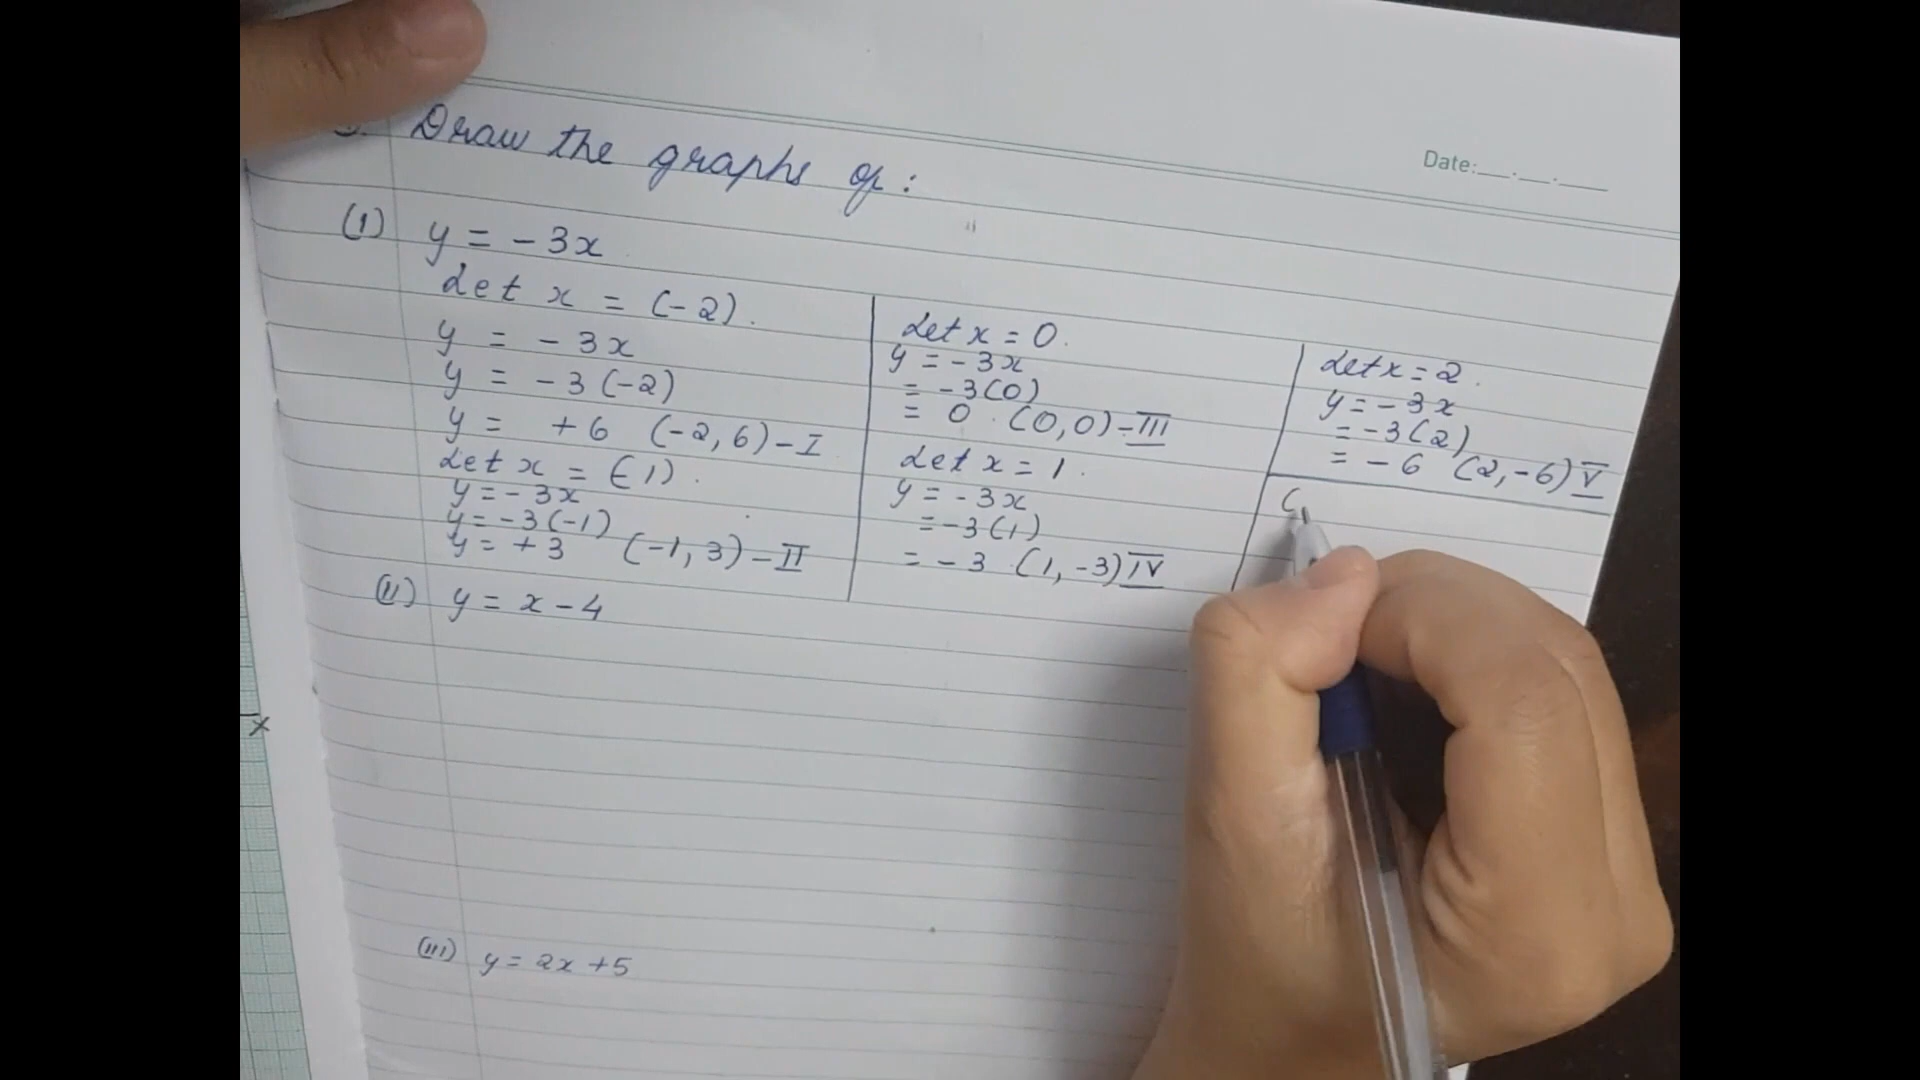 Date:__.__.__
Draw the graphs of:
(i) y = -3x
Let x = (-2).
y = -3x
y = -3(-2)
y = +6 (-2, 6) - I
Let x = (-1).
y = -3x
y = -3(-1)
y = +3 (-1, 3) - II
Let x = 0.
y = -3x
= -3(0)
= 0 . (0,0) - III
Let x = 1.
y = -3x
= -3(1)
= -3 (1, -3) IV
Let x = 2.
y = -3x
= -3(2)
= -6 (2, -6) V
(ii) y = x - 4
(iii) y = 2x + 5
x